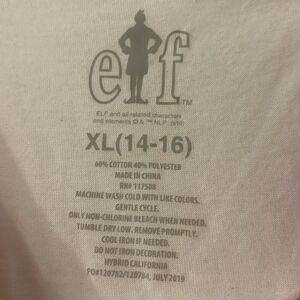 elf™
ELF and all related characters
and elements © & ™ NLP. (s19)
XL(14-16)
60% COTTON 40% POLYESTER
MADE IN CHINA
RN# 117508
MACHINE WASH COLD WITH LIKE COLORS.
GENTLE CYCLE.
ONLY NON-CHLORINE BLEACH WHEN NEEDED.
TUMBLE DRY LOW. REMOVE PROMPTLY.
COOL IRON IF NEEDED.
DO NOT IRON DECORATION.
HYBRID CALIFORNIA
PO#120782/120784, JULY 2019